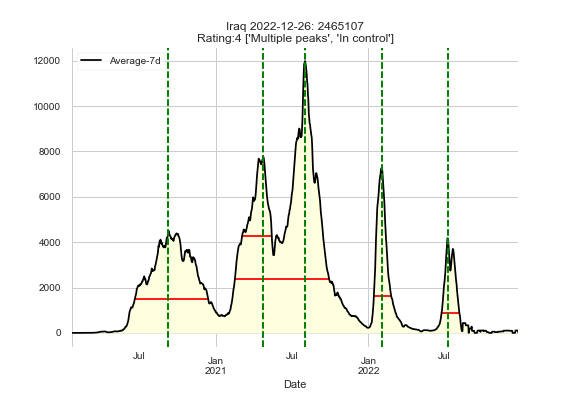 Iraq 2022-12-26: 2465107
Rating:4 ['Multiple peaks', 'In control']
Average-7d
12000
10000
8000
6000
4000
2000
0
Jul
Jan
2021
Jul
Jan
2022
Jul
Date